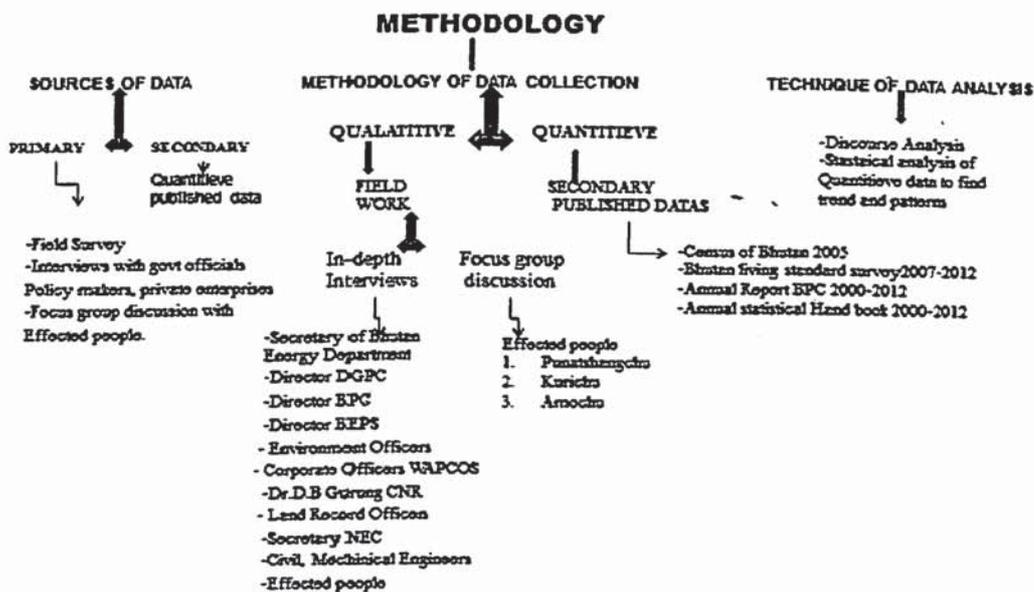 METHODOLOGY
SOURCES OF DATA
METHODOLOGY OF DATA COLLECTION
TECHNIQUE OF DATA ANALYSIS
PRIMARY
SECONDARY
Quantitieve
published data
-Field Survey
-Interviews with govt officials
Policy makers, private enterprises
-Focus group discussion with
Effected people.
QUALATITIVE
QUANTITIEVE
FIELD
WORK
In-depth
Interviews
Focus group
discussion
-Secretary of Bhutan
Energy Department
-Director DGPC
-Director BPC
-Director BEPS
- Environment Officers
- Corporate Officers WAPCOS
-Dr.D.B Gurung CNR
- Land Record Officer
-Secretary NEC
-Civil, Mechinical Engineers
-Effected people
Effected people
1. Punatshangchu
2. Kurichu
3. Amochu
SECONDARY
PUBLISHED DATAS
-Census of Bhutan 2005
-Bhutan living standard survey2007-2012
-Annual Report BPC 2000-2012
-Annual statistical Hand book 2000-2012
-Discourse Analysis
-Stastaical analysis of
Quantitieve data to find
trend and patterns